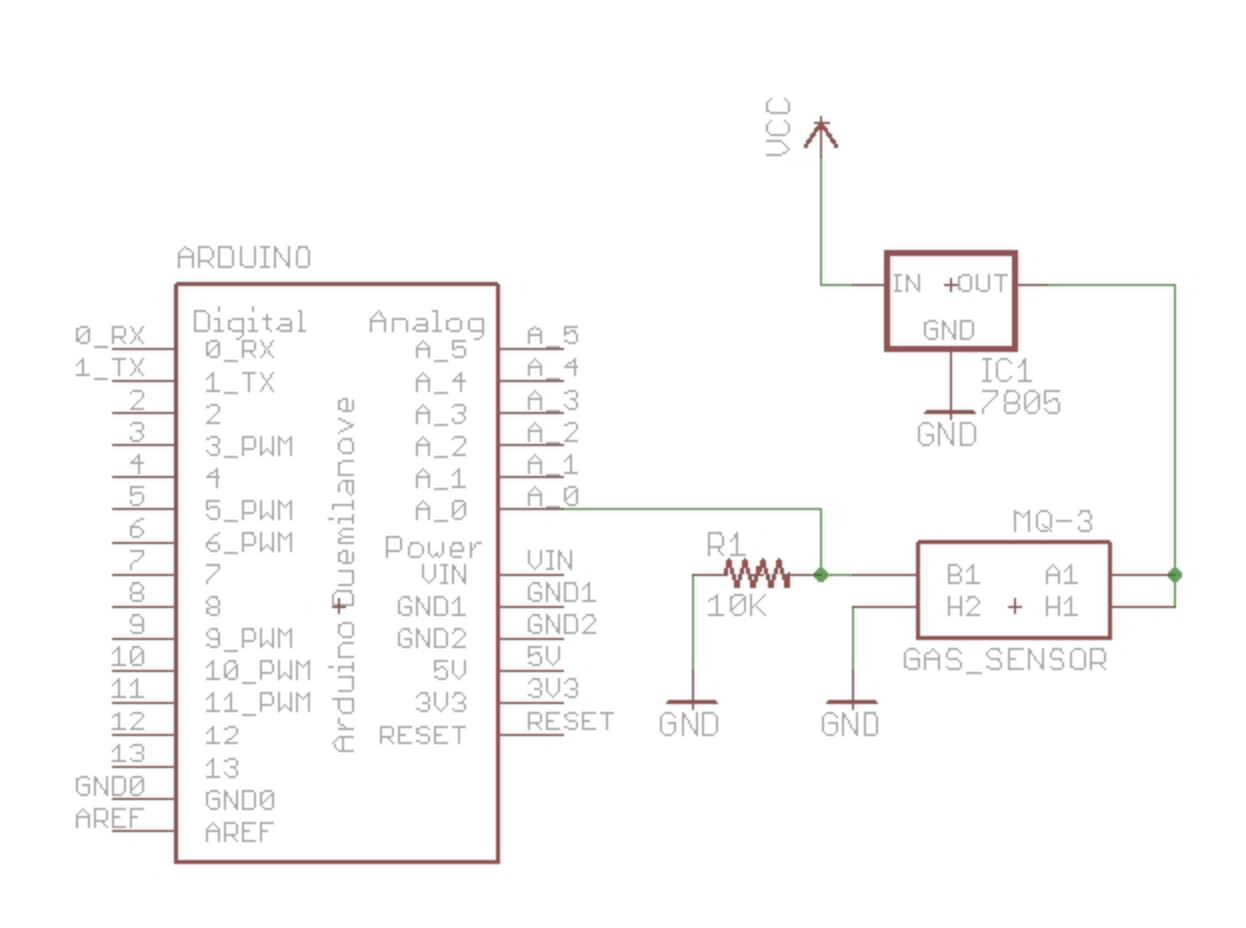 VCC
ARDUINO
Digital Analog
0_RX 0_RX A_5 A_5
1_TX 1_TX A_4 A_4
2 2 A_3 A_3
3 3_PWM A_2 A_2
4 4 A_1 A_1
5 5_PWM A_0 A_0
6 6_PWM Power
7 7 VIN VIN
8 8 GND1 GND1
9 9_PWM GND2 GND2
10 10_PWM 5V 5V
11 11_PWM 3V3 3V3
12 12 RESET RESET
13 13
GND0 GND0
AREF AREF
Arduino Duemilanove
IN OUT
GND
IC1
7805
GND
MQ-3
R1
10K
B1 A1
H2 H1
GAS_SENSOR
GND GND